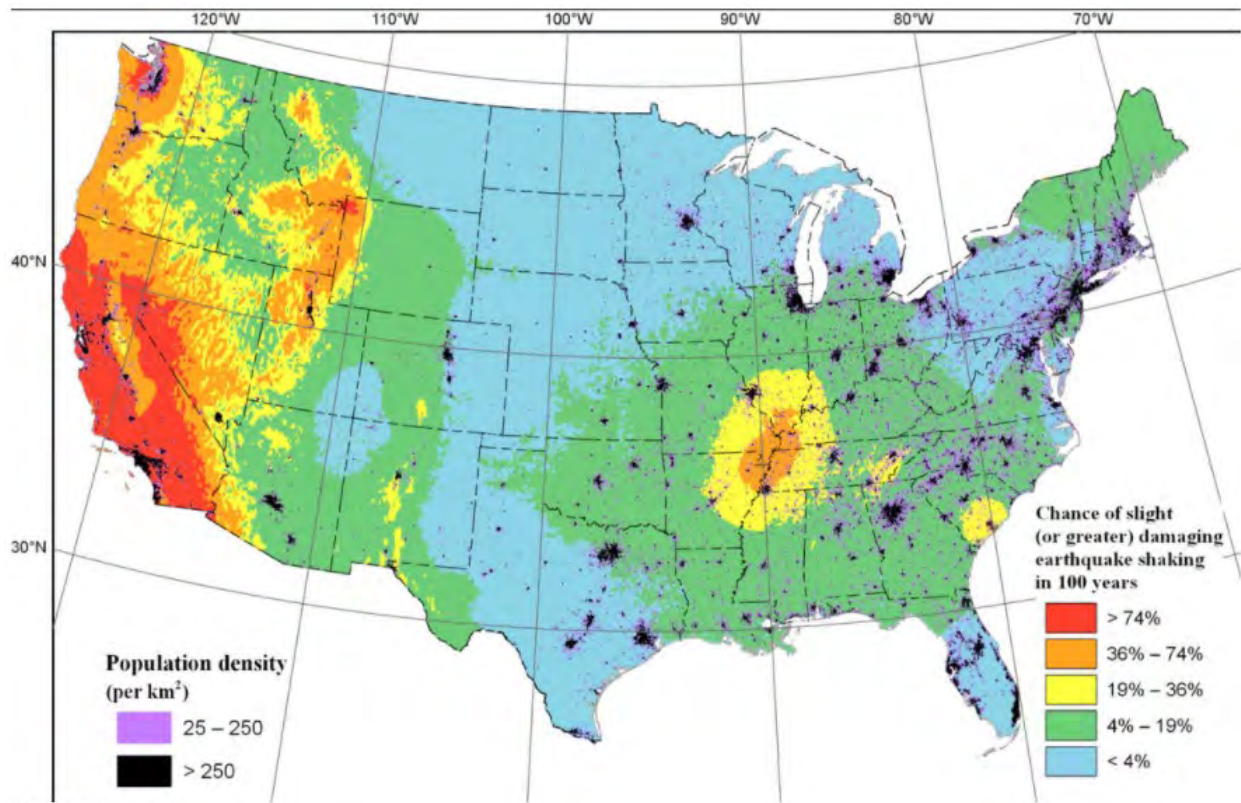 120°W 110°W 100°W 90°W 80°W 70°W
40°N
30°N
Population density
(per km²)
25 – 250
> 250
Chance of slight
(or greater) damaging
earthquake shaking
in 100 years
> 74%
36% – 74%
19% – 36%
4% – 19%
< 4%